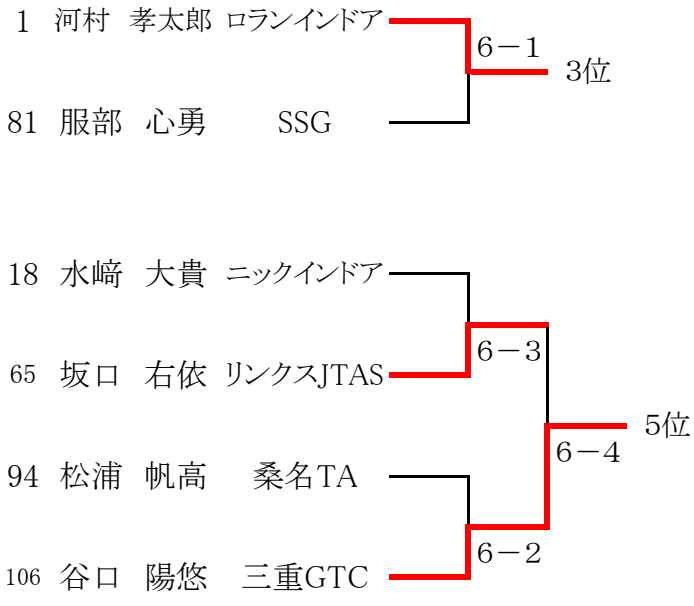 1 河村 孝太郎 ロランインドア
6－1
3位
81 服部 心勇 SSG
18 水﨑 大貴 ニックインドア
6－3
65 坂口 右依 リンクスJTAS
5位
6－4
94 松浦 帆高 桑名TA
6－2
106 谷口 陽悠 三重GTC